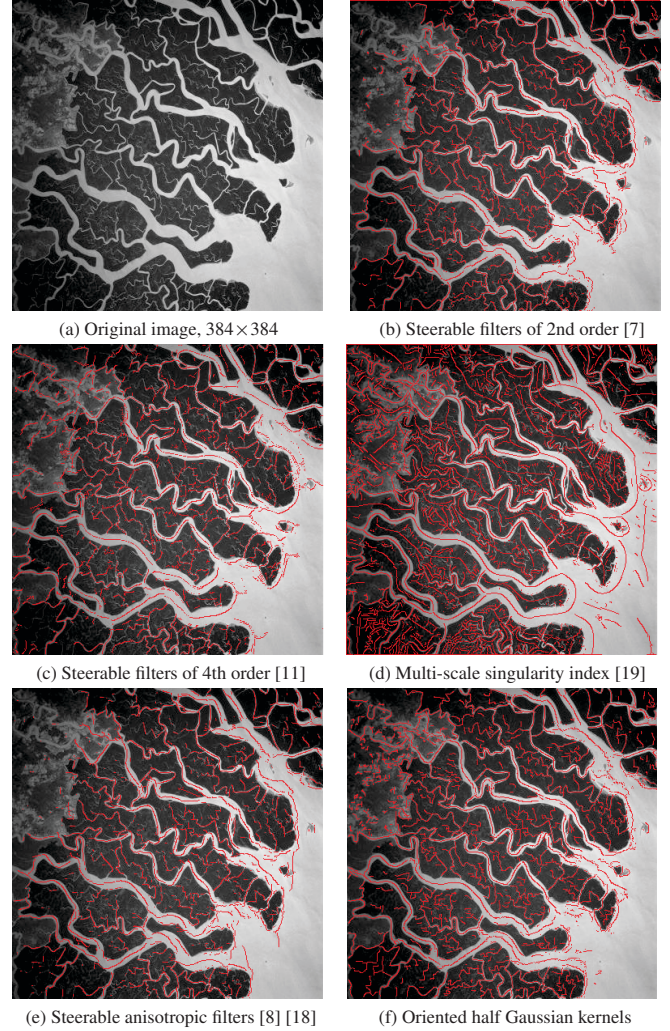 (a) Original image, 384×384
(b) Steerable filters of 2nd order [7]
(c) Steerable filters of 4th order [11]
(d) Multi-scale singularity index [19]
(e) Steerable anisotropic filters [8] [18]
(f) Oriented half Gaussian kernels